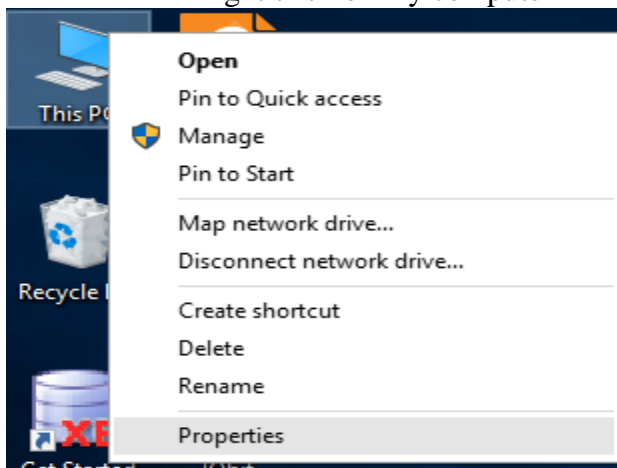 Open
This PC
Pin to Quick access
Manage
Pin to Start
Map network drive...
Disconnect network drive...
Recycle
Create shortcut
Delete
Rename
XE
Properties